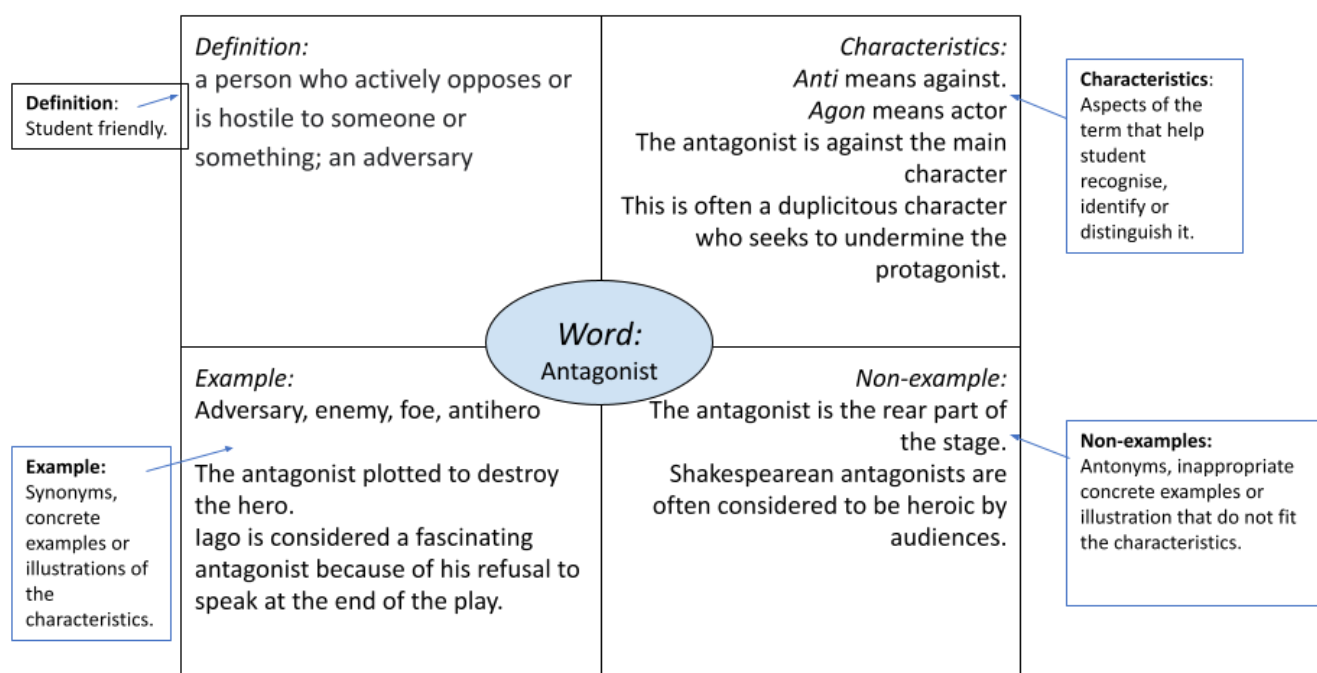 Definition:
a person who actively opposes or
is hostile to someone or
something; an adversary
Characteristics:
Anti means against.
Agon means actor
The antagonist is against the main
character
This is often a duplicitous character
who seeks to undermine the
protagonist.
Definition:
Student friendly.
Characteristics:
Aspects of the
term that help
student
recognise,
identify or
distinguish it.
Word:
Antagonist
Example:
Adversary, enemy, foe, antihero
The antagonist plotted to destroy
the hero.
Iago is considered a fascinating
antagonist because of his refusal to
speak at the end of the play.
Non-example:
The antagonist is the rear part of
the stage.
Shakespearean antagonists are
often considered to be heroic by
audiences.
Example:
Synonyms,
concrete
examples or
illustrations of
the
characteristics.
Non-examples:
Antonyms, inappropriate
concrete examples or
illustration that do not fit
the characteristics.